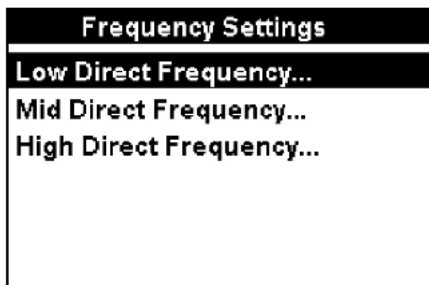 Frequency Settings
Low Direct Frequency...
Mid Direct Frequency...
High Direct Frequency...